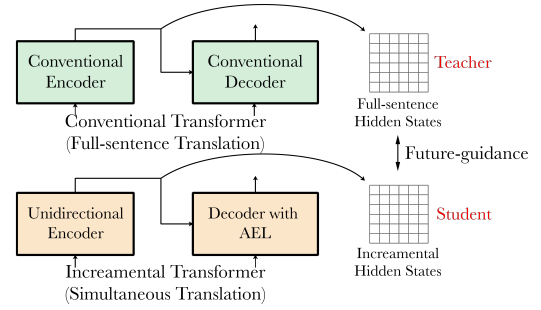 Conventional
Encoder
Conventional
Decoder
Teacher
Full-sentence
Hidden States
Conventional Transformer
(Full-sentence Translation)
Future-guidance
Unidirectional
Encoder
Decoder with
AEL
Student
Increamental
Hidden States
Increamental Transformer
(Simultaneous Translation)